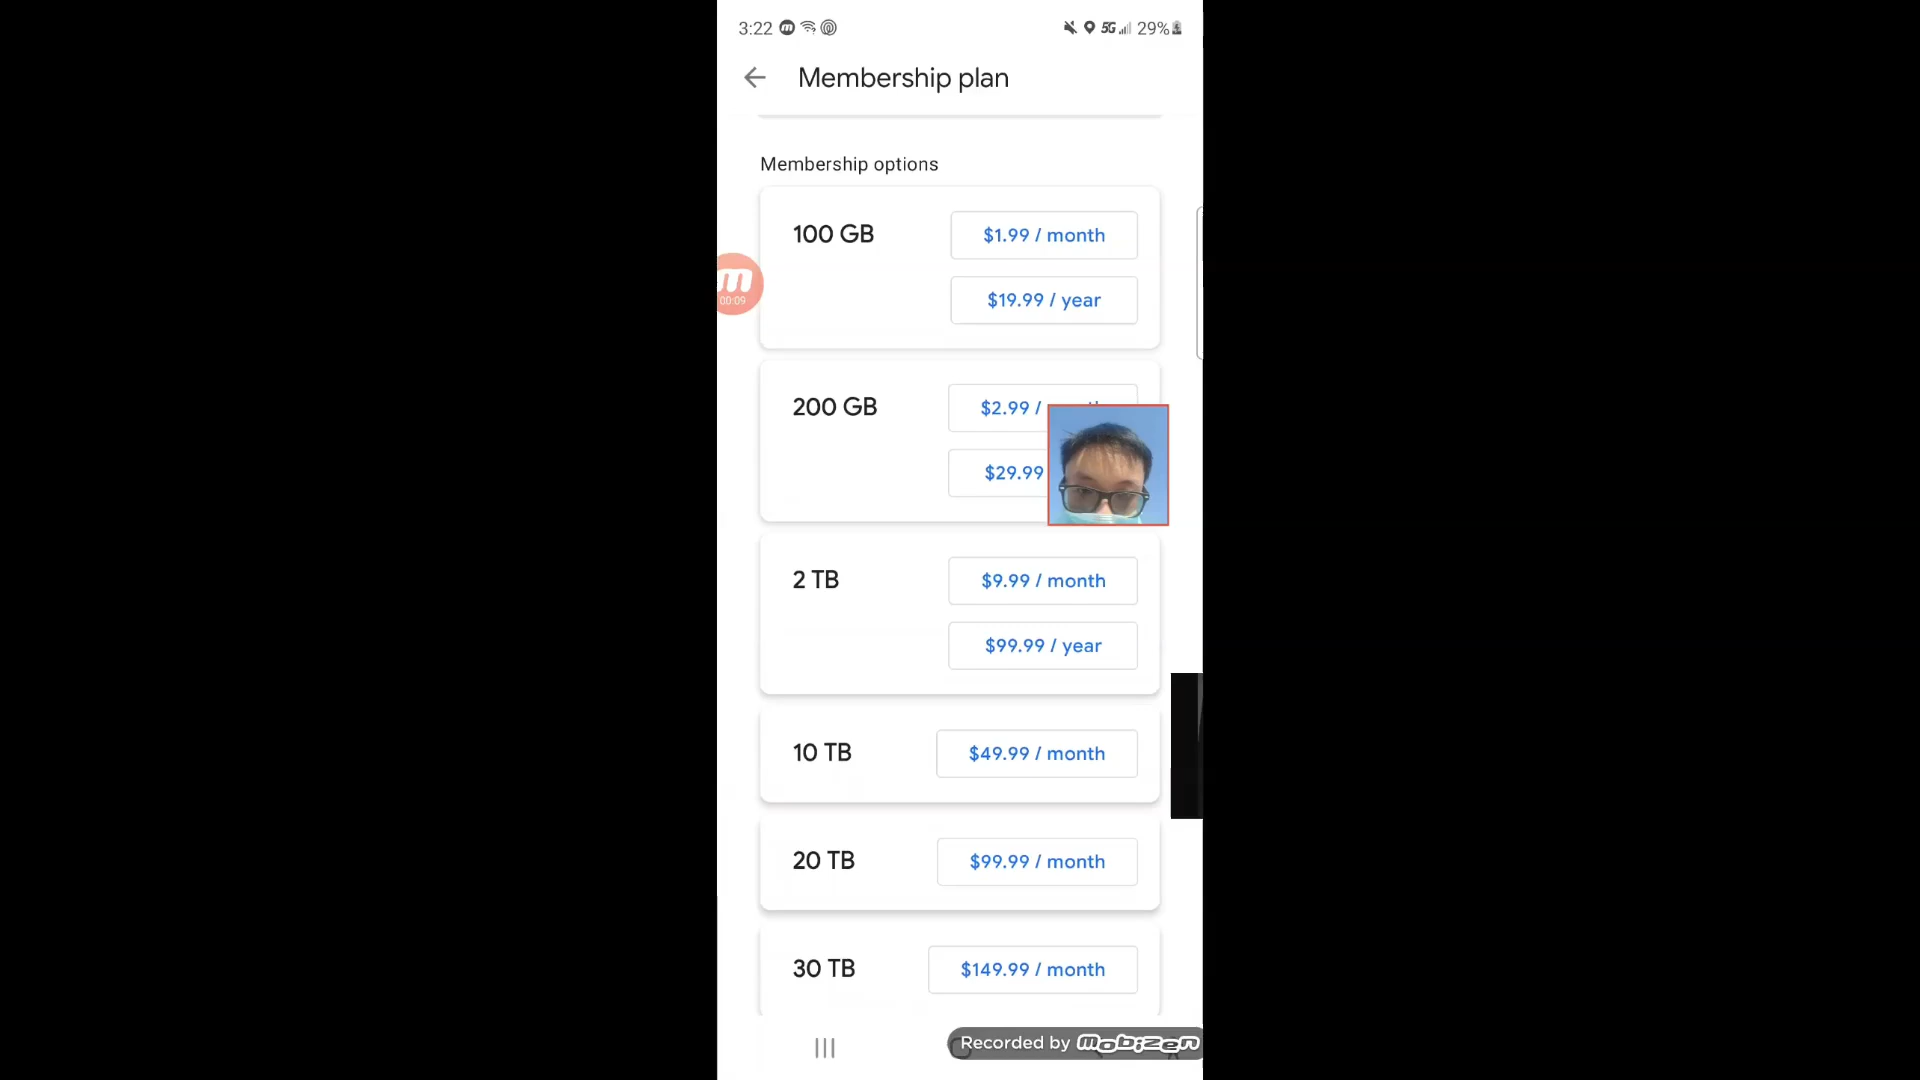 3:22
5G 29%
Membership plan
Membership options
100 GB
$1.99 / month
m
00:09
$19.99 / year
200 GB
$2.99 /
$29.99
2 TB
$9.99 / month
$99.99 / year
10 TB
$49.99 / month
20 TB
$99.99 / month
30 TB
$149.99 / month
Recorded by mobizen